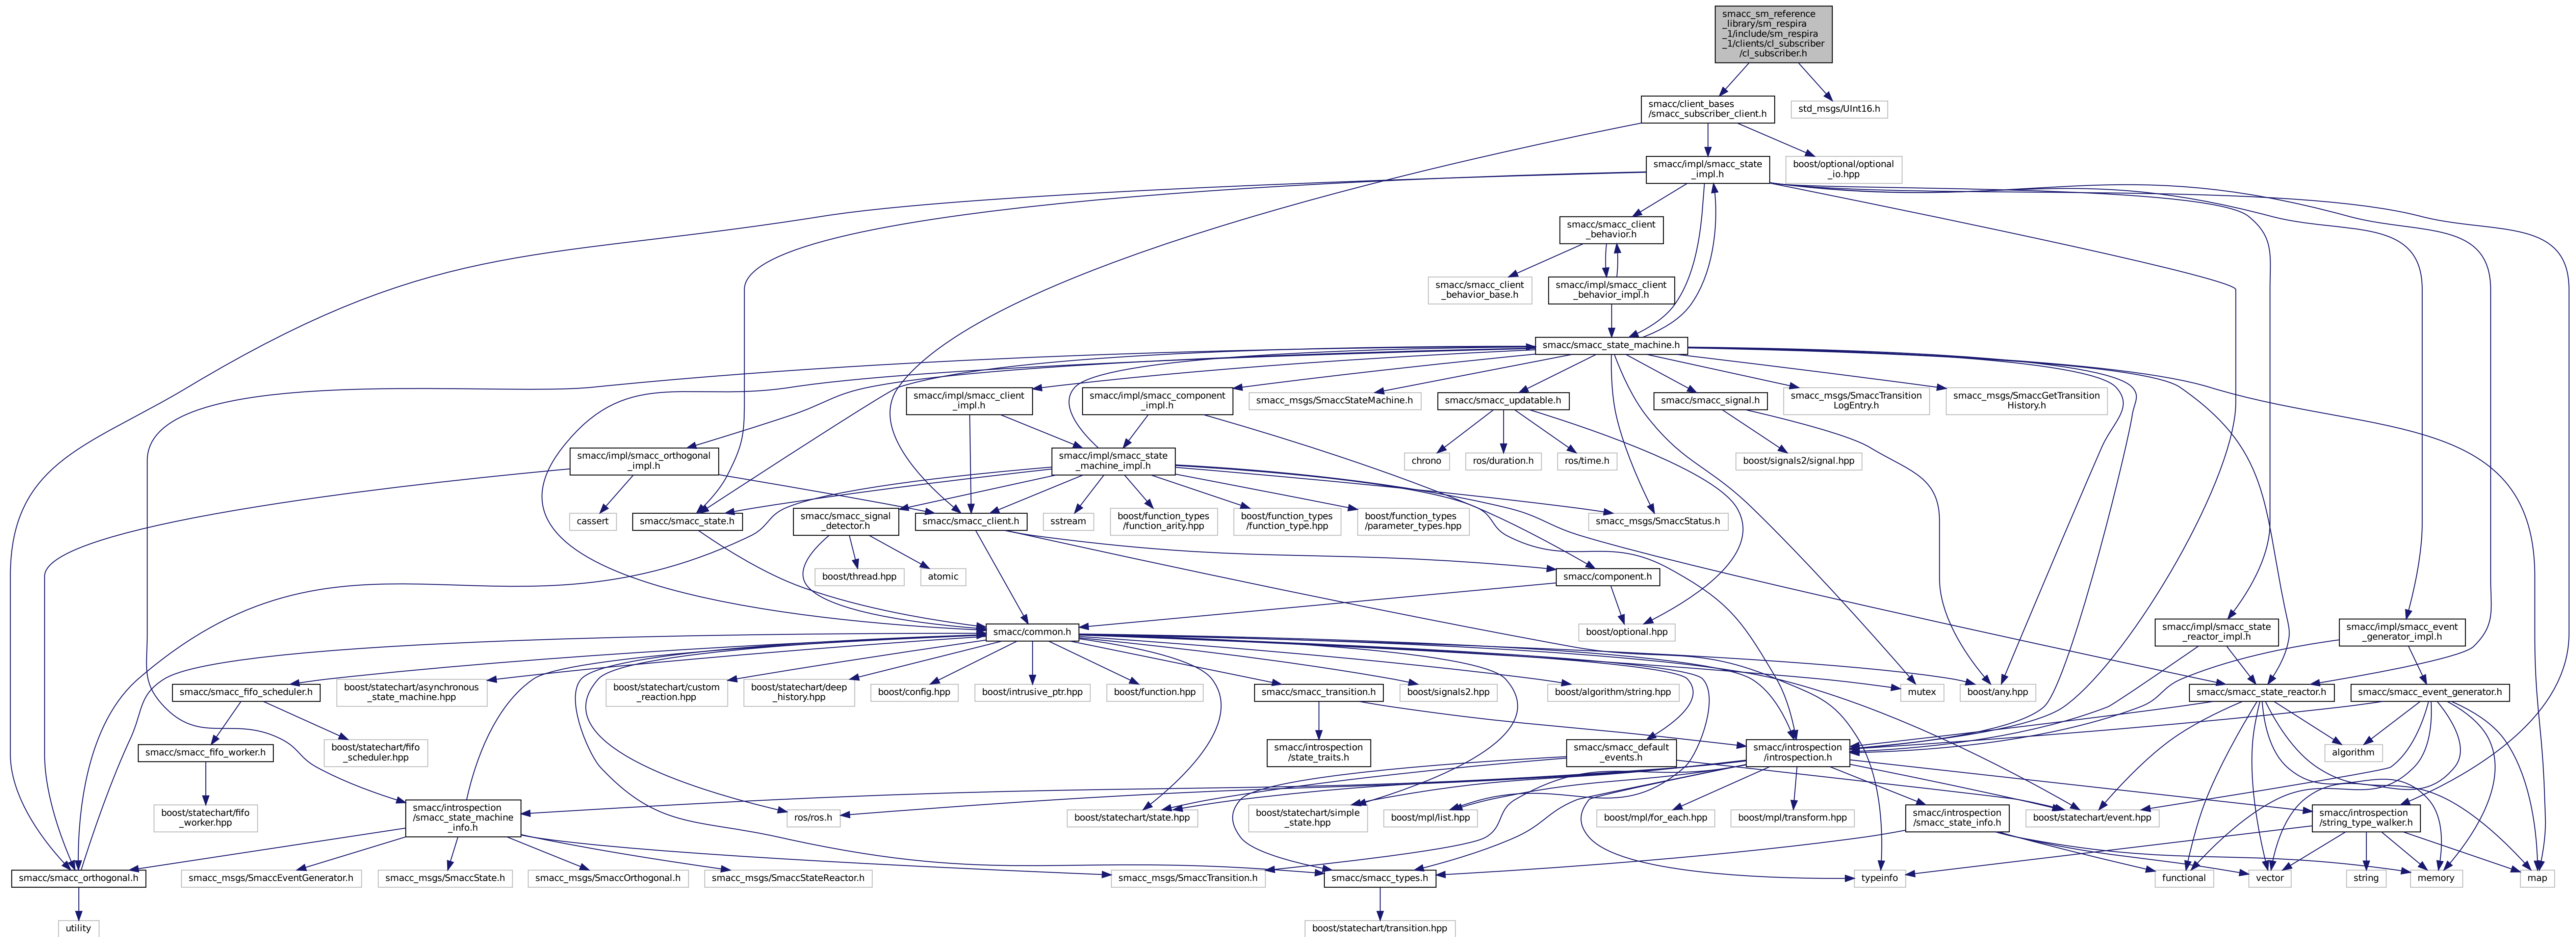 smacc_sm_reference
_library/sm_respira
_1/include/sm_respira
_1/clients/cl_subscriber
/cl_subscriber.h
smacc/client_bases
/smacc_subscriber_client.h
std_msgs/UInt16.h
smacc/impl/smacc_state
_impl.h
boost/optional/optional
_io.hpp
smacc/smacc_client
_behavior.h
smacc/smacc_client
_behavior_base.h
smacc/impl/smacc_client
_behavior_impl.h
smacc/smacc_state_machine.h
smacc/impl/smacc_client
_impl.h
smacc/impl/smacc_component
_impl.h
smacc_msgs/SmaccStateMachine.h
smacc/smacc_updatable.h
smacc/smacc_signal.h
smacc_msgs/SmaccTransition
LogEntry.h
smacc_msgs/SmaccGetTransition
History.h
smacc/impl/smacc_orthogonal
_impl.h
smacc/impl/smacc_state
_machine_impl.h
chrono
ros/duration.h
ros/time.h
boost/signals2/signal.hpp
cassert
smacc/smacc_state.h
smacc/smacc_signal
_detector.h
smacc/smacc_client.h
sstream
boost/function_types
/function_arity.hpp
boost/function_types
/function_type.hpp
boost/function_types
/parameter_types.hpp
smacc_msgs/SmaccStatus.h
boost/thread.hpp
atomic
smacc/component.h
smacc/common.h
boost/optional.hpp
smacc/impl/smacc_state
_reactor_impl.h
smacc/impl/smacc_event
_generator_impl.h
smacc/smacc_fifo_scheduler.h
boost/statechart/asynchronous
_state_machine.hpp
boost/statechart/custom
_reaction.hpp
boost/statechart/deep
_history.hpp
boost/config.hpp
boost/intrusive_ptr.hpp
boost/function.hpp
smacc/smacc_transition.h
boost/signals2.hpp
boost/algorithm/string.hpp
mutex
boost/any.hpp
smacc/smacc_state_reactor.h
smacc/smacc_event_generator.h
smacc/smacc_fifo_worker.h
boost/statechart/fifo
_scheduler.hpp
smacc/introspection
/state_traits.h
smacc/smacc_default
_events.h
smacc/introspection
/introspection.h
algorithm
boost/statechart/fifo
_worker.hpp
smacc/introspection
/smacc_state_machine
_info.h
ros/ros.h
boost/statechart/state.hpp
boost/statechart/simple
_state.hpp
boost/mpl/list.hpp
boost/mpl/for_each.hpp
boost/mpl/transform.hpp
smacc/introspection
/smacc_state_info.h
boost/statechart/event.hpp
smacc/introspection
/string_type_walker.h
smacc/smacc_orthogonal.h
smacc_msgs/SmaccEventGenerator.h
smacc_msgs/SmaccState.h
smacc_msgs/SmaccOrthogonal.h
smacc_msgs/SmaccStateReactor.h
smacc_msgs/SmaccTransition.h
smacc/smacc_types.h
typeinfo
functional
vector
string
memory
map
utility
boost/statechart/transition.hpp